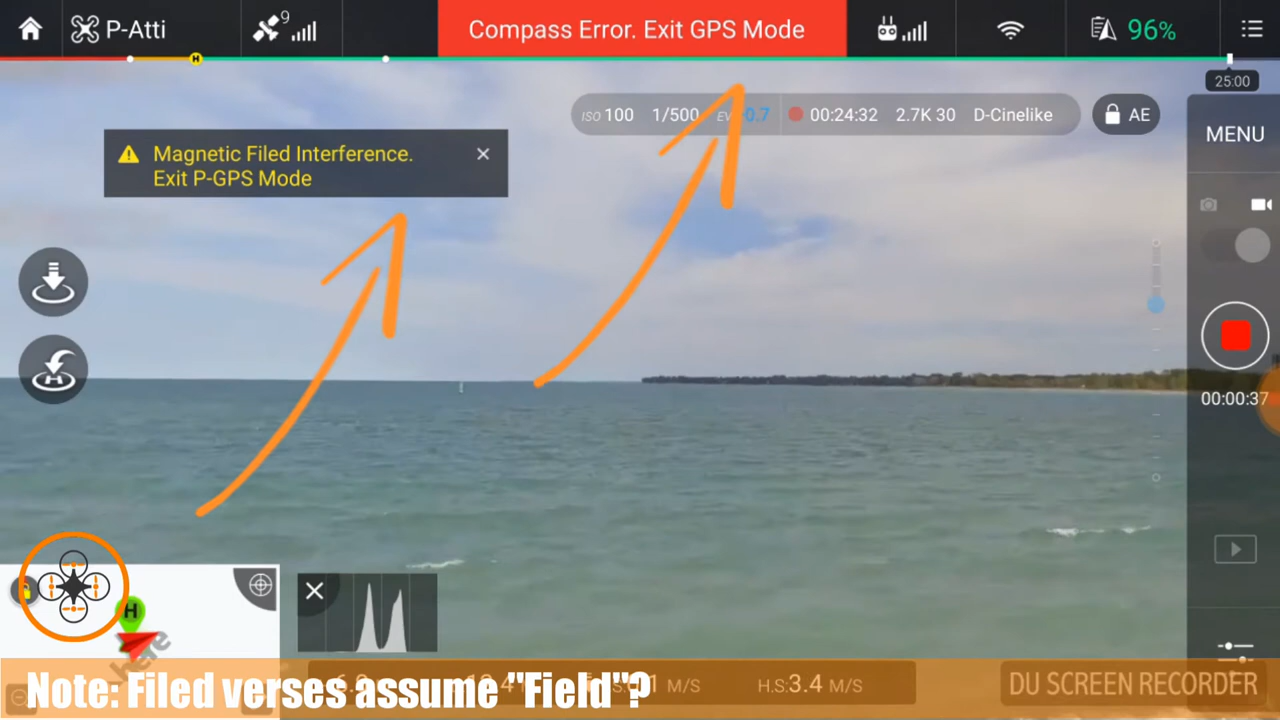 P-Atti
9
Compass Error. Exit GPS Mode
96%
25:00
ISO 100 1/500 EV -0.7 00:24:32 2.7K 30 D-Cinelike
AE
MENU
Magnetic Filed Interference.
Exit P-GPS Mode
00:00:37
H
here
M/S H.S:3.4 M/S
Note: Filed verses assume "Field"?
DU SCREEN RECORDER